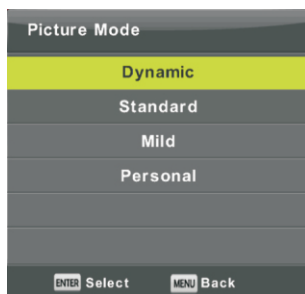 Picture Mode
Dynamic
Standard
Mild
Personal
ENTER Select MENU Back